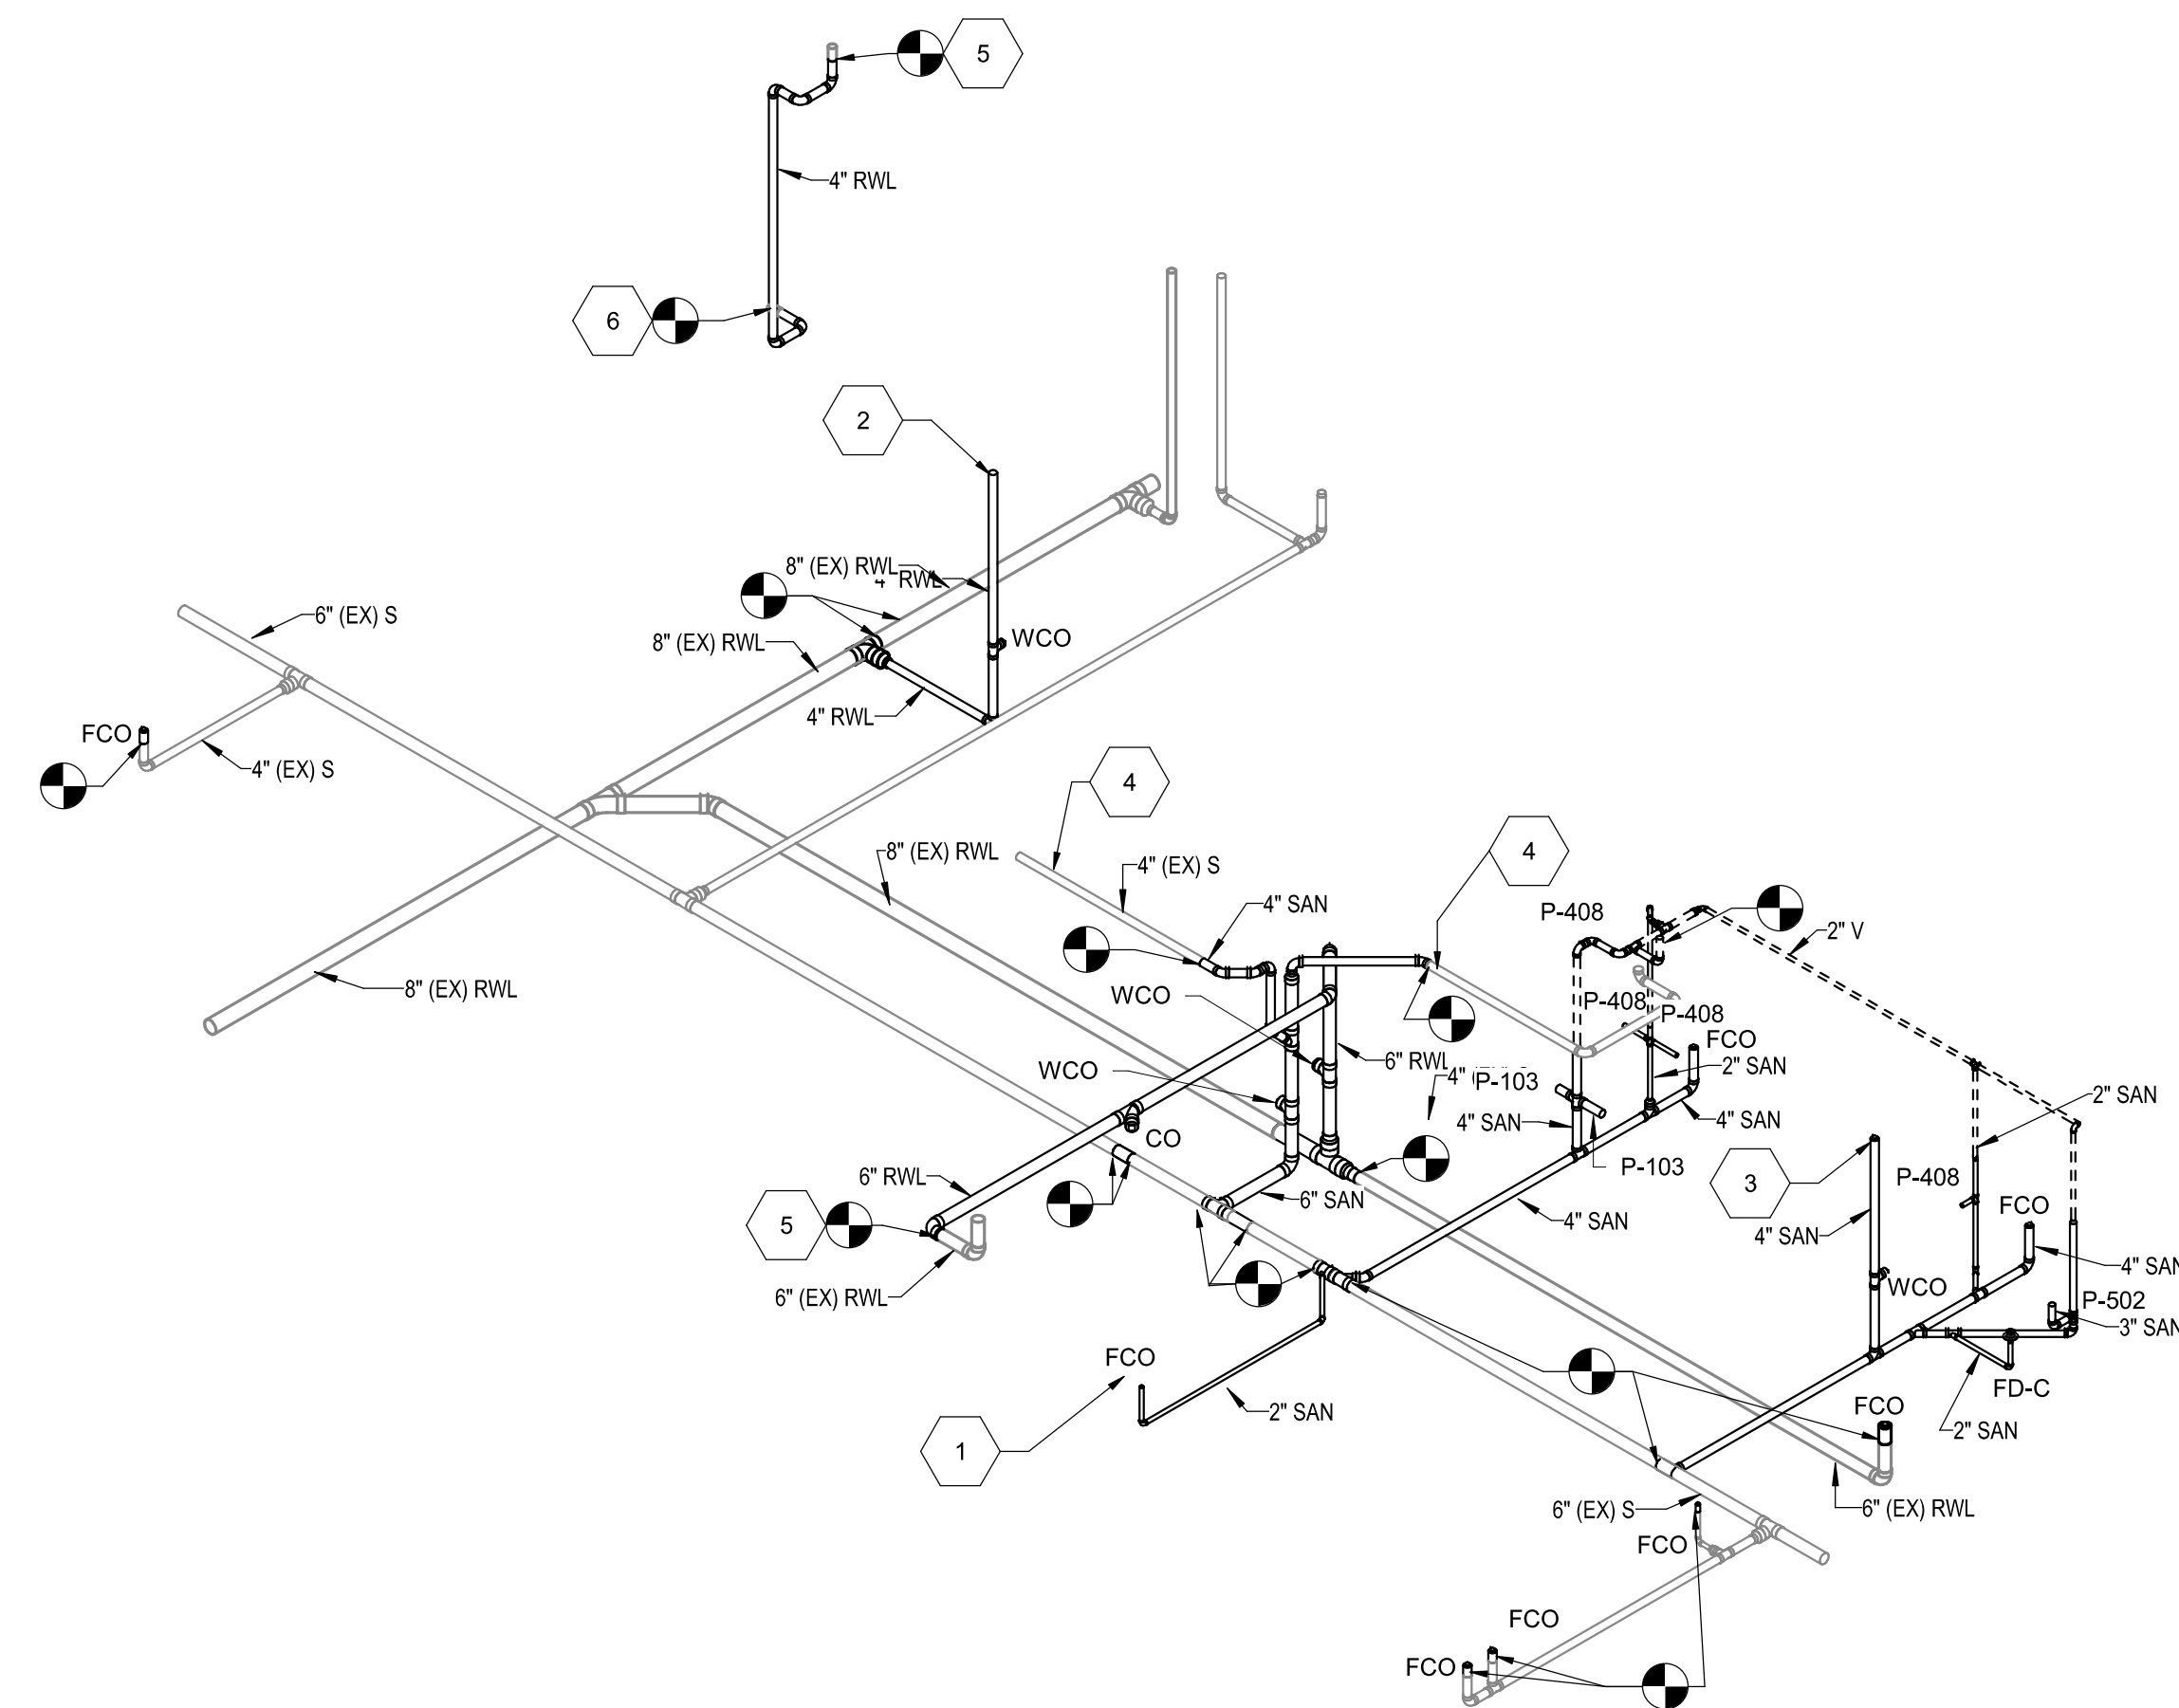 5
4" RWL
6
2
8" (EX) RWL
4" RWL
6" (EX) S
8" (EX) RWL
WCO
4" RWL
FCO
4" (EX) S
4
4
8" (EX) RWL
4" (EX) S
4" SAN
P-408
2" V
8" (EX) RWL
WCO
P-408
P-408
FCO
6" RWL
2" SAN
WCO
4"
P-103
2" SAN
4" SAN
4" SAN
CO
P-103
6" RWL
3
P-408
6" SAN
4" SAN
FCO
5
4" SAN
4" SAN
WCO
6" (EX) RWL
P-502
3" SAN
FCO
FD-C
2" SAN
FCO
2" SAN
1
6" (EX) S
6" (EX) RWL
FCO
FCO
FCO